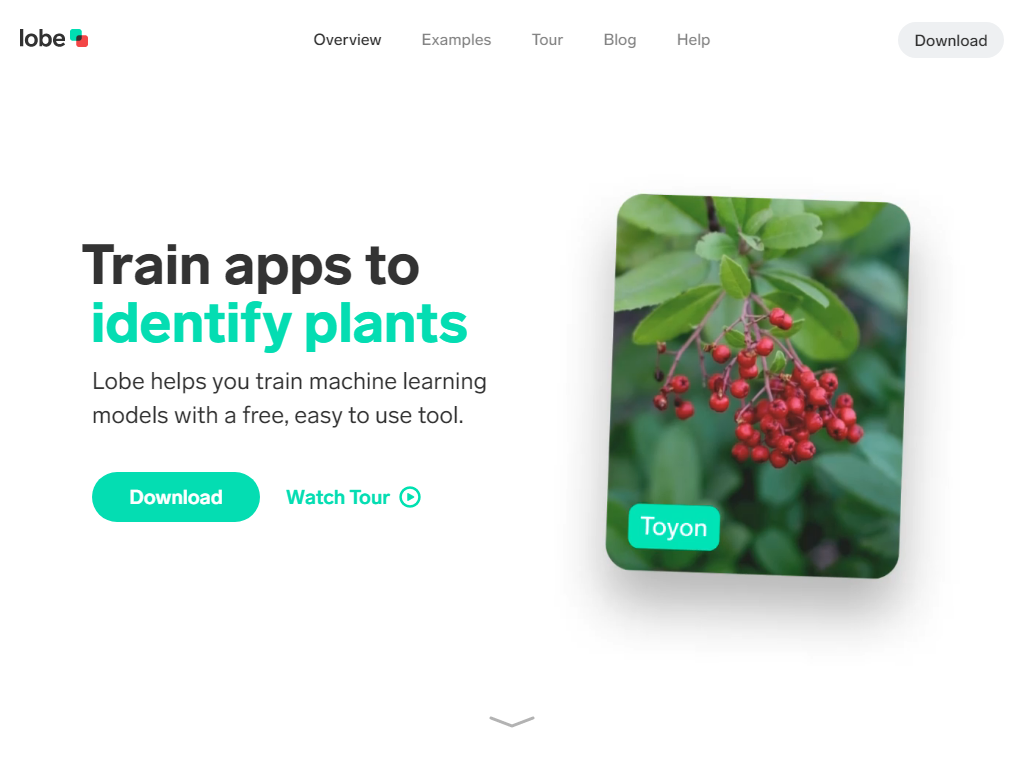 lobe
Overview
Examples
Tour
Blog
Help
Download
Train apps to
identify plants
Lobe helps you train machine learning
models with a free, easy to use tool.
Download
Watch Tour
Toyon